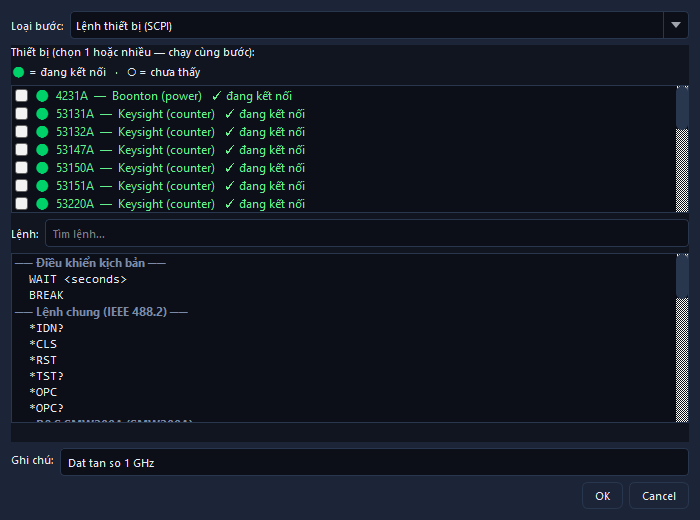 Loại bước: Lệnh thiết bị (SCPI)
Thiết bị (chọn 1 hoặc nhiều — chạy cùng bước):
= đang kết nối · = chưa thấy
4231A — Boonton (power) ✓ đang kết nối
53131A — Keysight (counter) ✓ đang kết nối
53132A — Keysight (counter) ✓ đang kết nối
53147A — Keysight (counter) ✓ đang kết nối
53150A — Keysight (counter) ✓ đang kết nối
53151A — Keysight (counter) ✓ đang kết nối
53220A — Keysight (counter) ✓ đang kết nối
Lệnh: Tìm lệnh...
── Điều khiển kịch bản ──
WAIT <seconds>
BREAK
── Lệnh chung (IEEE 488.2) ──
*IDN?
*CLS
*RST
*TST?
*OPC
*OPC?
Ghi chú: Dat tan so 1 GHz
OK Cancel